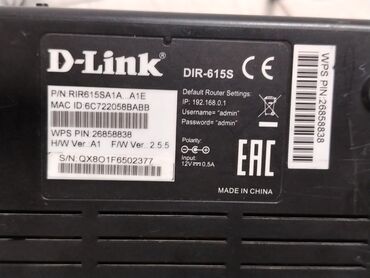 D-Link
DIR-615S
P/N RIR615SA1A...A1E
MAC ID 6C722058BABB
WPS PIN 26858838
H/W Ver. A1 F/W Ver. 2.5.5
S/N: QX8O1F6502377
Default Router Settings:
IP: 192.168.0.1
Username= "admin"
Password= "admin"
Polarity:
Input: 12V 0.5A
EAC
MADE IN CHINA
WPS PIN 26858838